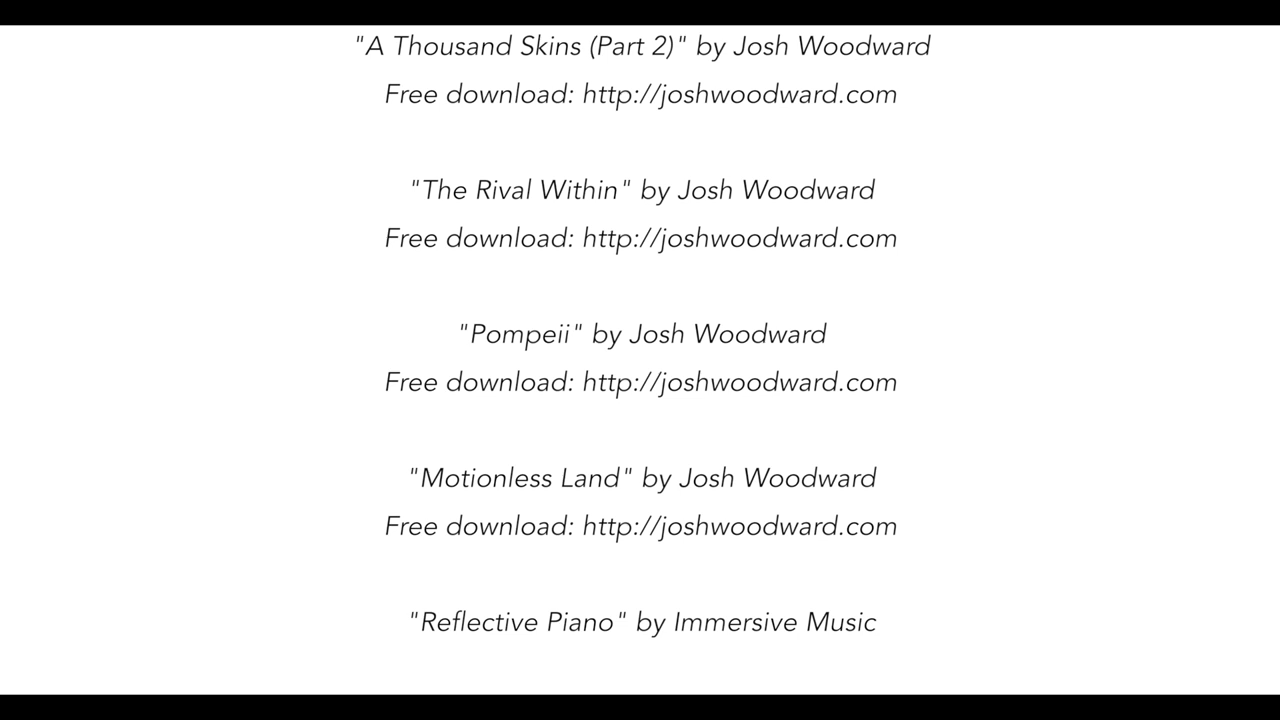 "A Thousand Skins (Part 2)" by Josh Woodward
Free download: http://joshwoodward.com
"The Rival Within" by Josh Woodward
Free download: http://joshwoodward.com
"Pompeii" by Josh Woodward
Free download: http://joshwoodward.com
"Motionless Land" by Josh Woodward
Free download: http://joshwoodward.com
"Reflective Piano" by Immersive Music